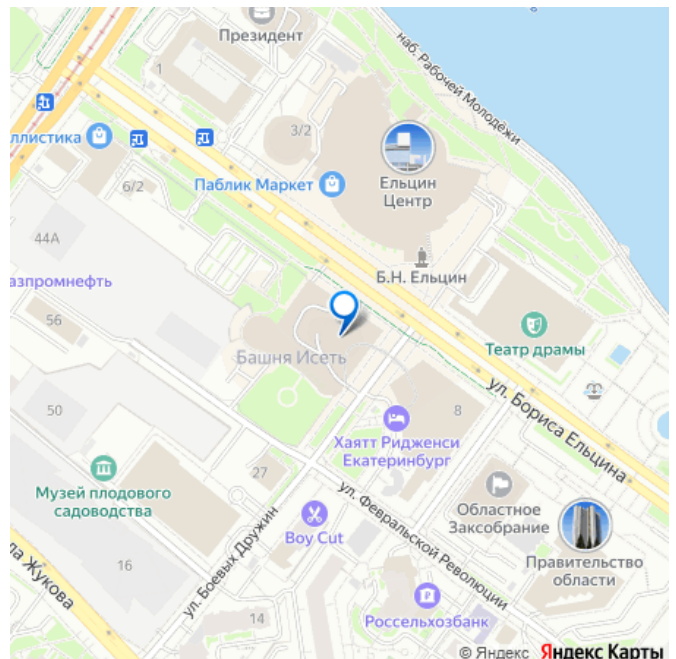 Президент
наб. Рабочей Молодёжи
1
3/2
ллистика
Паблик Маркет
Ельцин
Центр
6/2
44А
Б.Н. Ельцин
азпромнефть
56
Башня Исеть
Театр драмы
ул. Бориса Ельцина
50
8
Хаятт Ридженси
Екатеринбург
27
Музей плодового
садоводства
ул. Февральской Революции
Областное
Заксобрание
Boy Cut
ул. Боевых Дружин
Правительство
области
16
ла Жукова
14
Россельхозбанк
© Яндекс Яндекс Карты